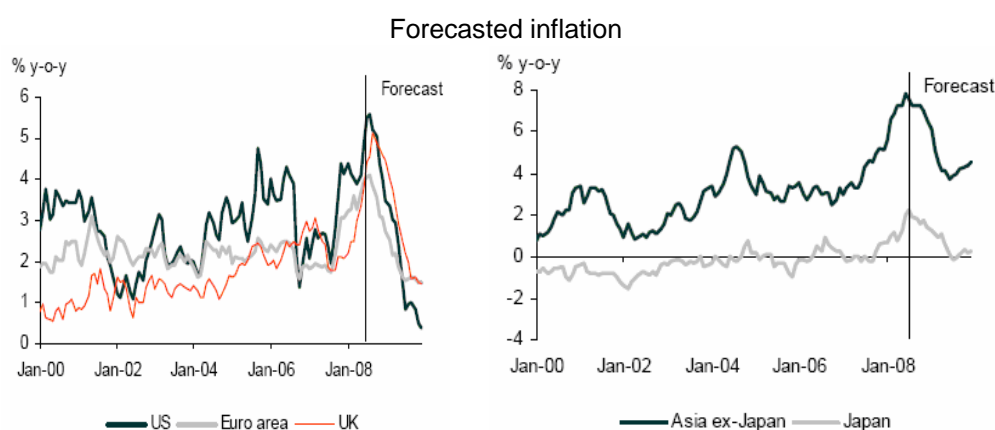 Forecasted inflation
% y-o-y
Forecast
6
5
4
3
2
1
0
Jan-00 Jan-02 Jan-04 Jan-06 Jan-08
US Euro area UK
% y-o-y
Forecast
8
6
4
2
0
-2
-4
Jan-00 Jan-02 Jan-04 Jan-06 Jan-08
Asia ex-Japan Japan